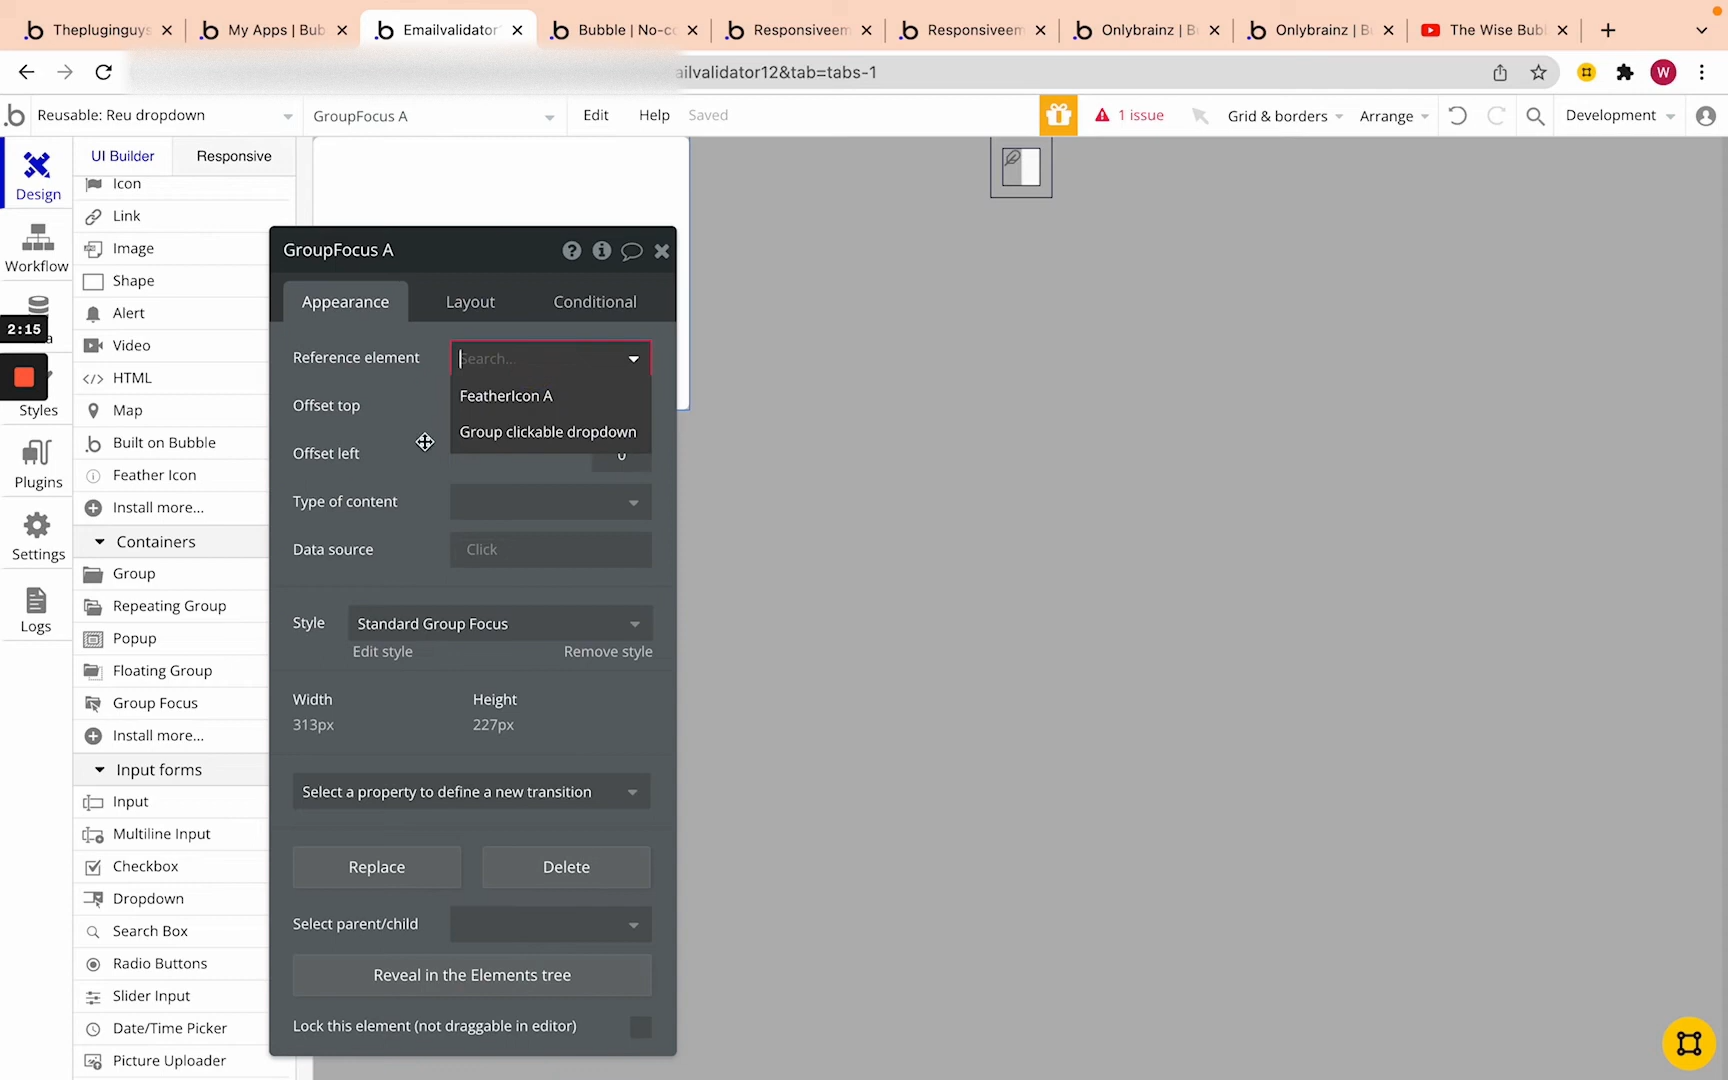 Thepluginguys
My Apps | Bub
Emailvalidator
Bubble | No-co
Responsiveem
Responsiveem
Onlybrainz | B
Onlybrainz | B
The Wise Bub
ailvalidator12&tab=tabs-1
W
Reusable: Reu dropdown
GroupFocus A
Edit
Help
Saved
1 issue
Grid & borders
Arrange
Development
Design
Workflow
2:15
Styles
Plugins
Settings
Logs
UI Builder
Responsive
Icon
Link
Image
Shape
Alert
Video
HTML
Map
Built on Bubble
Feather Icon
Install more...
Containers
Group
Repeating Group
Popup
Floating Group
Group Focus
Install more...
Input forms
Input
Multiline Input
Checkbox
Dropdown
Search Box
Radio Buttons
Slider Input
Date/Time Picker
Picture Uploader
GroupFocus A
Appearance
Layout
Conditional
Reference element
Search...
FeatherIcon A
Group clickable dropdown
Offset top
Offset left
0
Type of content
Data source
Click
Style
Standard Group Focus
Edit style
Remove style
Width
Height
313px
227px
Select a property to define a new transition
Replace
Delete
Select parent/child
Reveal in the Elements tree
Lock this element (not draggable in editor)